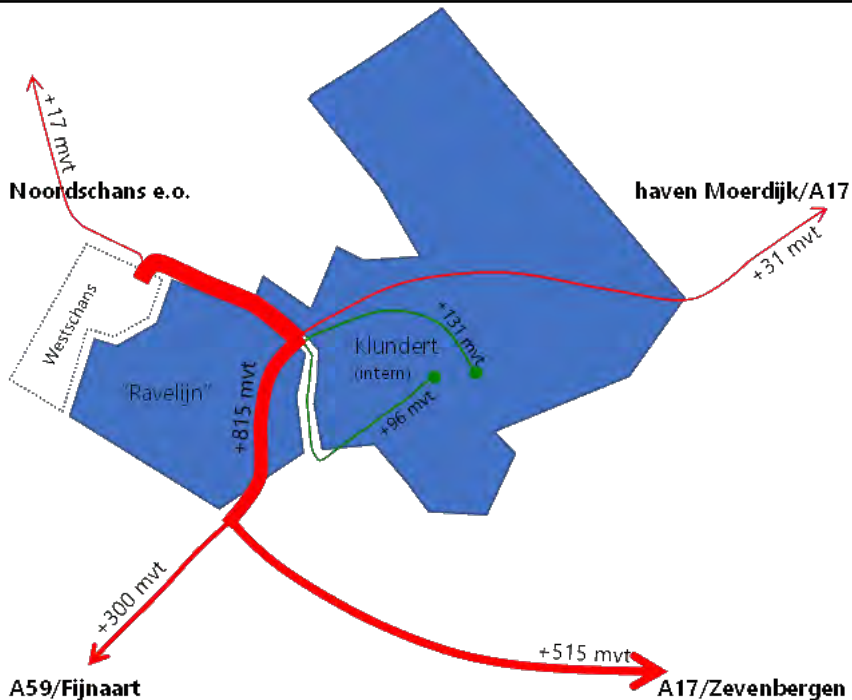 +17 mvt
Noordschans e.o.
haven Moerdijk/A17
+31 mvt
Westschans
+131 mvt
Klundert
(intern)
"Ravelijn"
+815 mvt
+96 mvt
+300 mvt
+515 mvt
A59/Fijnaart
A17/Zevenbergen